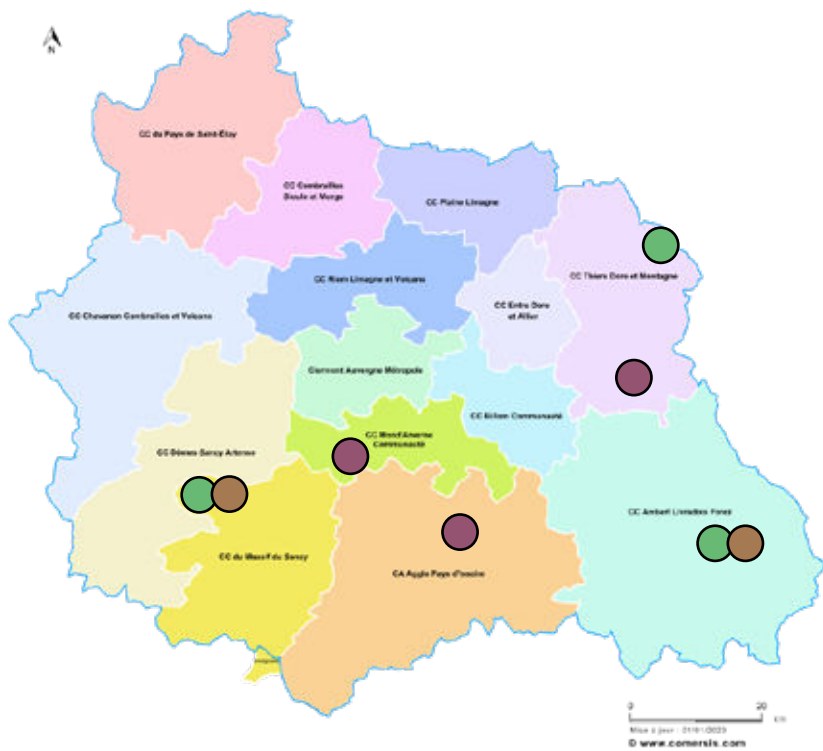 N
CC du Pays de Saint-Éloy
CC Combrailles
Sioule et Morge
CC Plaine Limagne
CC Thiers Dore et Montagne
CC Riom Limagne et Volcans
CC Entre Dore
et Allier
CC Chavanon Combrailles et Volcans
Clermont Auvergne Métropole
CC Billom Communauté
CC Mond'Arverne
Communauté
CC Dômes Sancy Artense
CC Ambert Livradois Forez
CC du Massif du Sancy
CA Agglo Pays d'Issoire
0 20
km
Mise à jour : 01/01/2023
© www.comersis.com